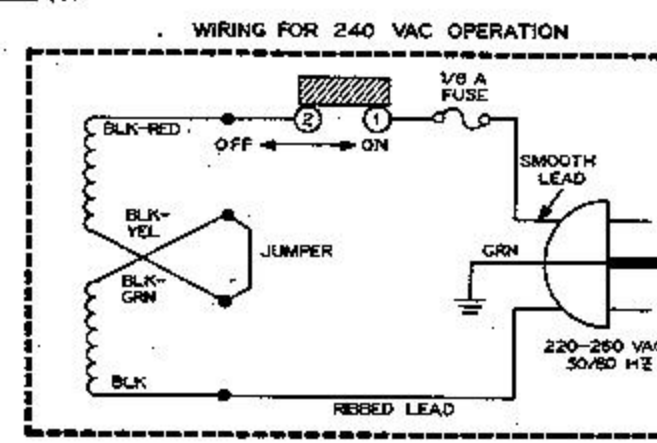 WIRING FOR 240 VAC OPERATION
1/8 A
FUSE
BLK-RED
2
1
OFF
ON
SMOOTH
LEAD
BLK-
YEL
JUMPER
GRN
BLK-
GRN
220-260 VAC
50/60 HZ
BLK
RIBBED LEAD